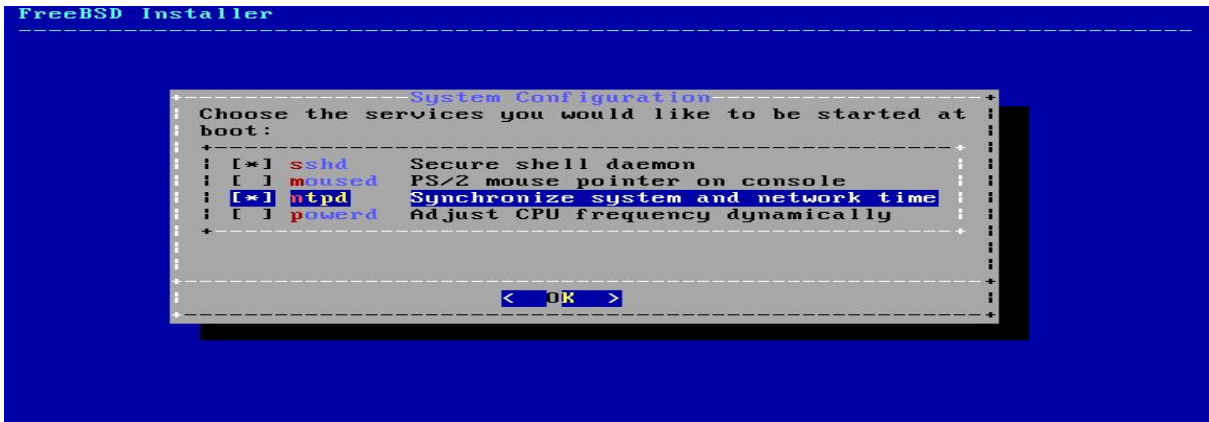 FreeBSD Installer
System Configuration
Choose the services you would like to be started at
boot:
[*] sshd Secure shell daemon
[ ] moused PS/2 mouse pointer on console
[*] ntpd Synchronize system and network time
[ ] powerd Adjust CPU frequency dynamically
< OK >